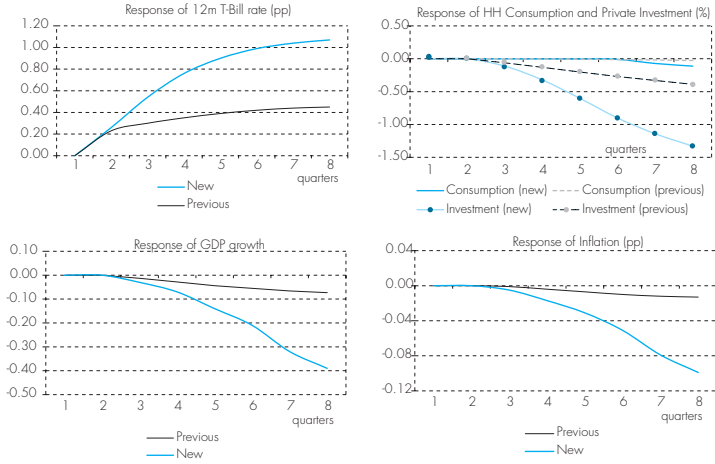 Response of 12m T-Bill rate (pp)
1.20
1.00
0.80
0.60
0.40
0.20
0.00
1 2 3 4 5 6 7 8
quarters
New
Previous
Response of HH Consumption and Private Investment (%)
0.50
0.00
-0.50
-1.00
-1.50
quarters
1 2 3 4 5 6 7 8
Consumption (new) Consumption (previous)
Investment (new) Investment (previous)
Response of GDP growth
0.10
0.00
-0.10
-0.20
-0.30
-0.40
-0.50
1 2 3 4 5 6 7 8
quarters
Previous
New
Response of Inflation (pp)
0.04
0.00
-0.04
-0.08
-0.12
1 2 3 4 5 6 7 8
quarters
Previous
New